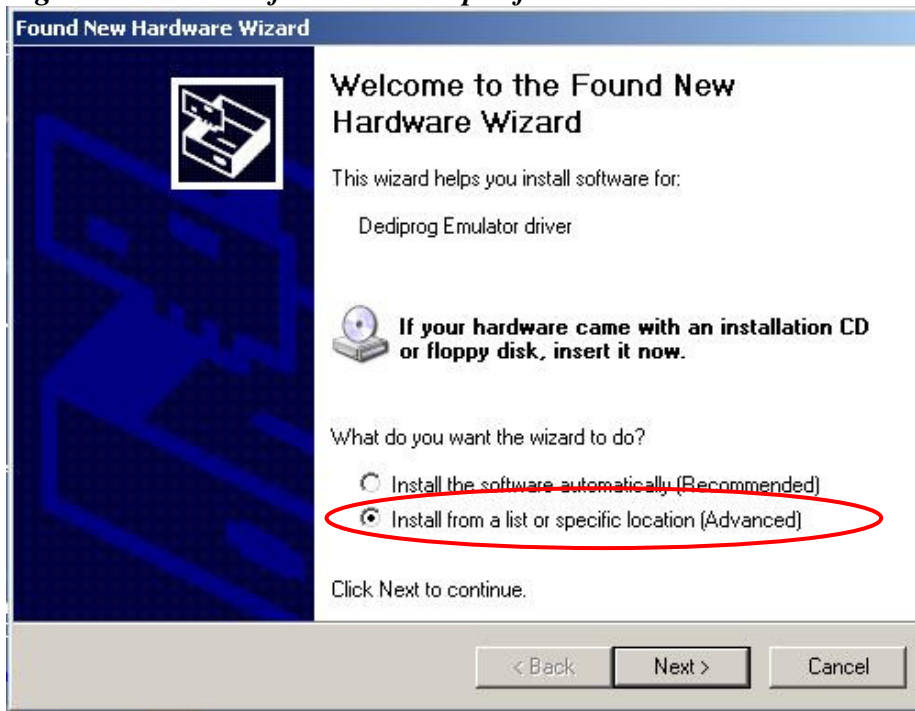 Found New Hardware Wizard
Welcome to the Found New
Hardware Wizard
This wizard helps you install software for:
Dediprog Emulator driver
If your hardware came with an installation CD
or floppy disk, insert it now.
What do you want the wizard to do?
Install the software automatically (Recommended)
Install from a list or specific location (Advanced)
Click Next to continue.
< Back
Next >
Cancel